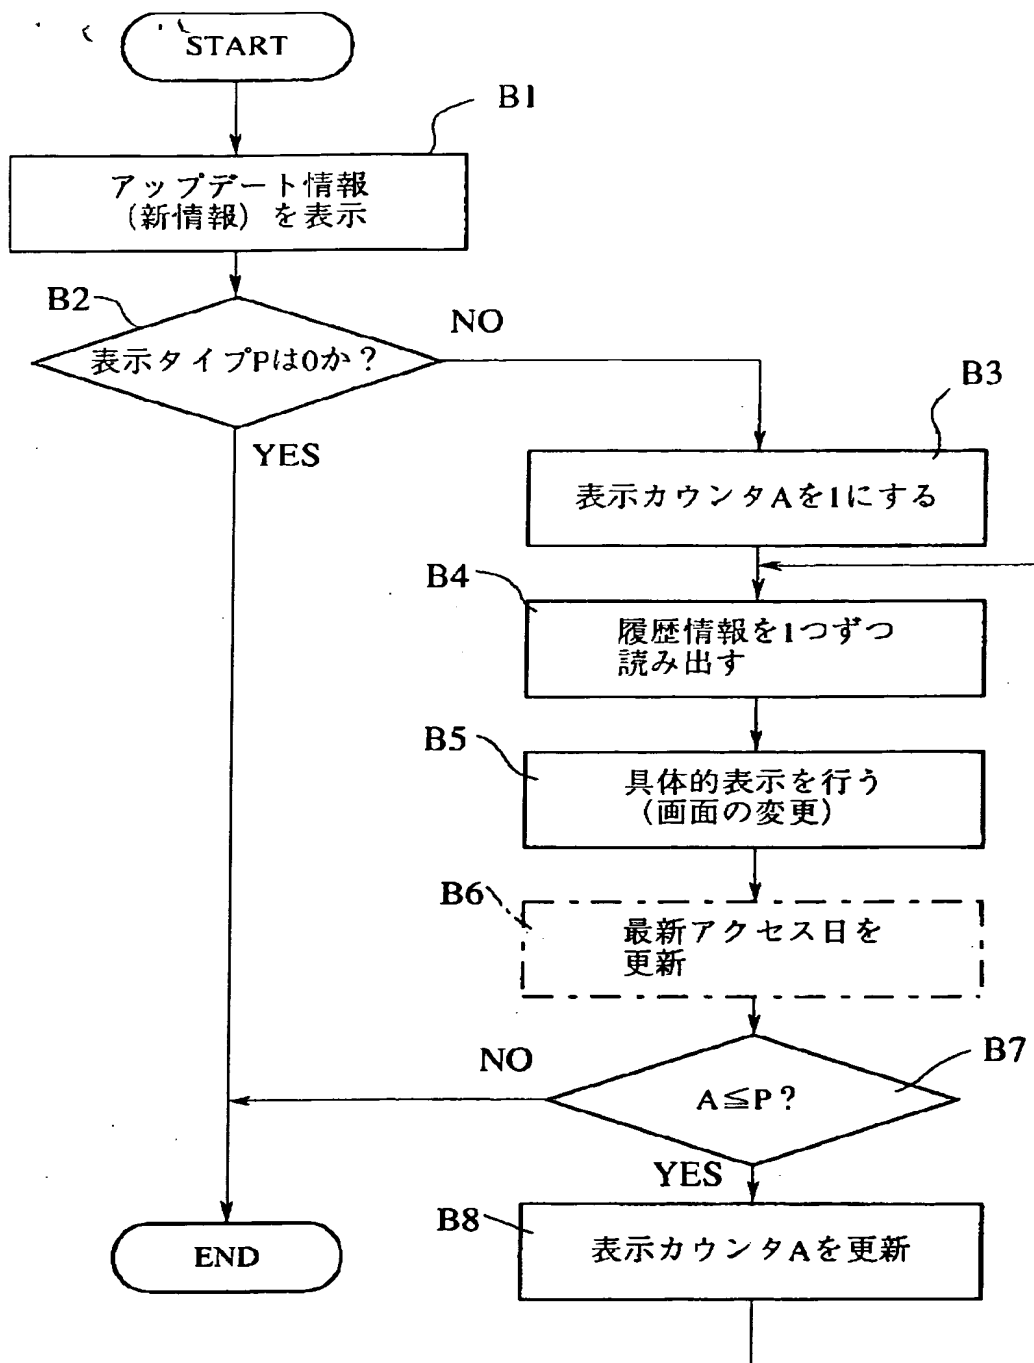 START
B1
アップデート情報
(新情報) を表示
B2
NO
表示タイプPは0か？
YES
B3
表示カウンタAを1にする
B4
履歴情報を1つずつ
読み出す
B5
具体的表示を行う
(画面の変更)
B6
最新アクセス日を
更新
NO
B7
A≦P？
YES
B8
表示カウンタAを更新
END